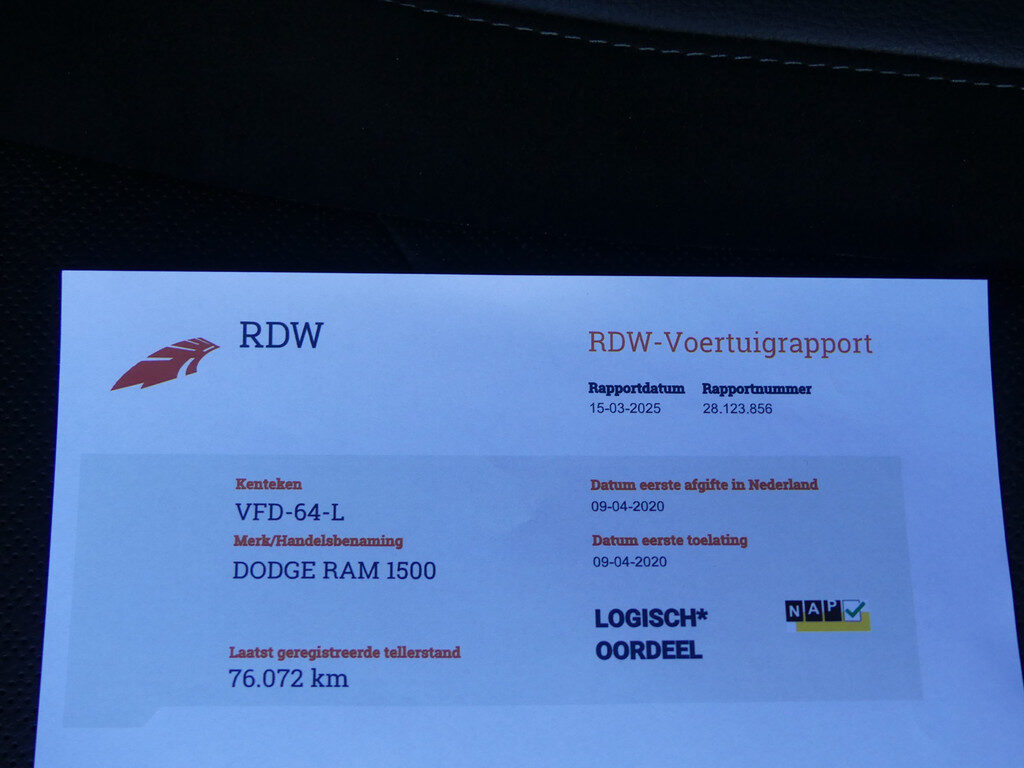 RDW
RDW-Voertuigrapport
Rapportdatum Rapportnummer
15-03-2025 28.123.856
Kenteken
VFD-64-L
Merk/Handelsbenaming
DODGE RAM 1500
Laatst geregistreerde tellerstand
76.072 km
Datum eerste afgifte in Nederland
09-04-2020
Datum eerste toelating
09-04-2020
LOGISCH*
OORDEEL
NAP